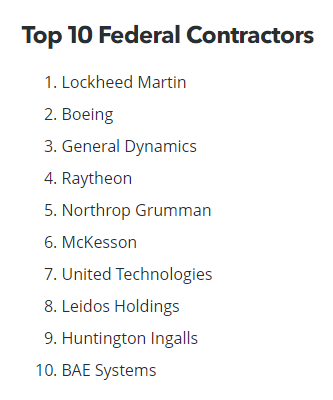 Top 10 Federal Contractors
1. Lockheed Martin
2. Boeing
3. General Dynamics
4. Raytheon
5. Northrop Grumman
6. McKesson
7. United Technologies
8. Leidos Holdings
9. Huntington Ingalls
10. BAE Systems